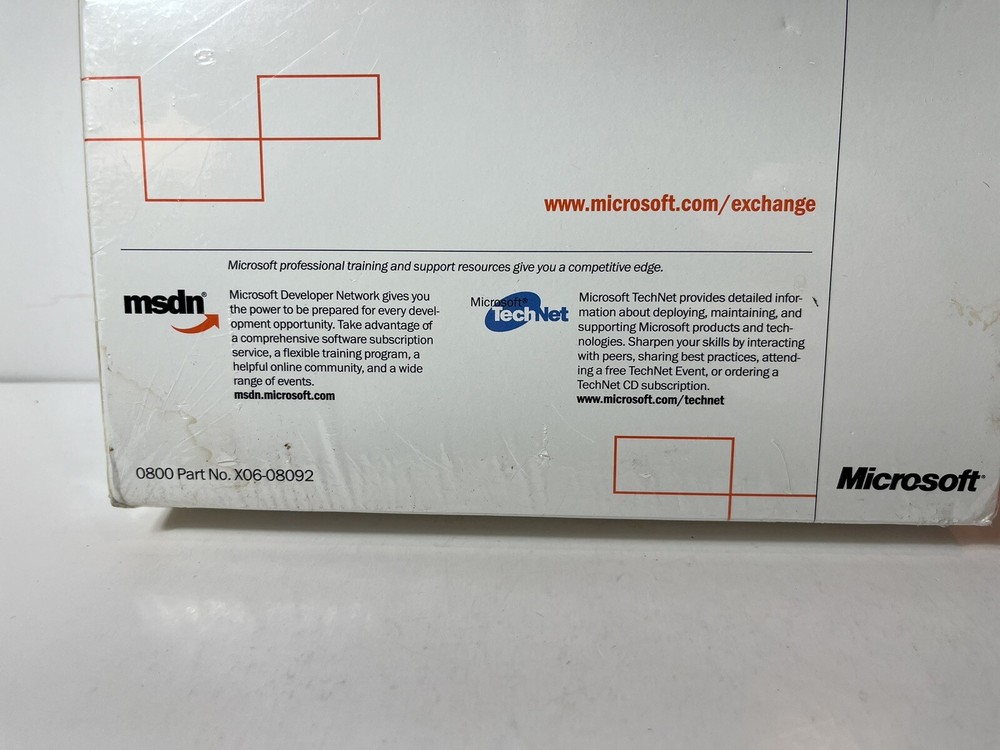 www.microsoft.com/exchange
Microsoft professional training and support resources give you a competitive edge.
msdn®
Microsoft Developer Network gives you
the power to be prepared for every devel-
opment opportunity. Take advantage of
a comprehensive software subscription
service, a flexible training program, a
helpful online community, and a wide
range of events.
msdn.microsoft.com
Microsoft®
TechNet
Microsoft TechNet provides detailed infor-
mation about deploying, maintaining, and
supporting Microsoft products and tech-
nologies. Sharpen your skills by interacting
with peers, sharing best practices, attend-
ing a free TechNet Event, or ordering a
TechNet CD subscription.
www.microsoft.com/technet
0800 Part No. X06-08092
Microsoft®